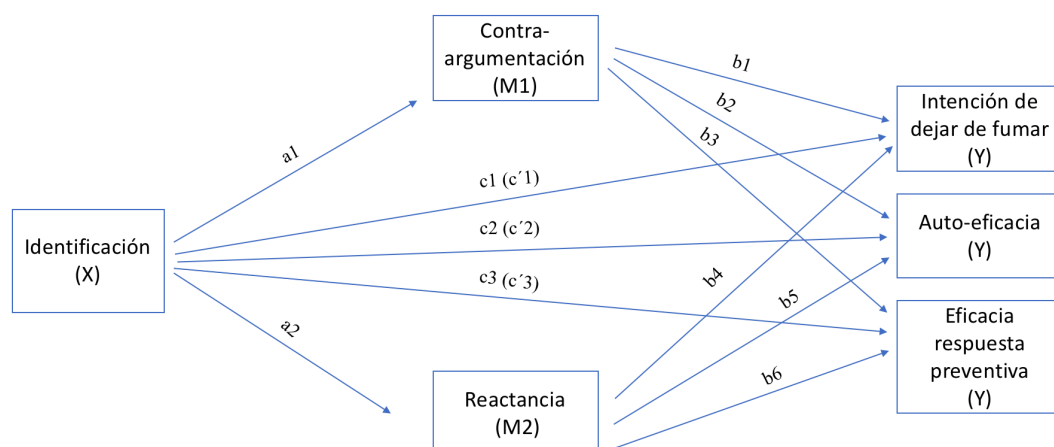 Contra-
argumentación
(M1)
b1
b2
b3
Intención de
dejar de fumar
(Y)
a1
c1 (c´1)
Identificación
(X)
c2 (c´2)
Auto-eficacia
(Y)
c3 (c´3)
b4
b5
a2
Eficacia
respuesta
preventiva
(Y)
b6
Reactancia
(M2)